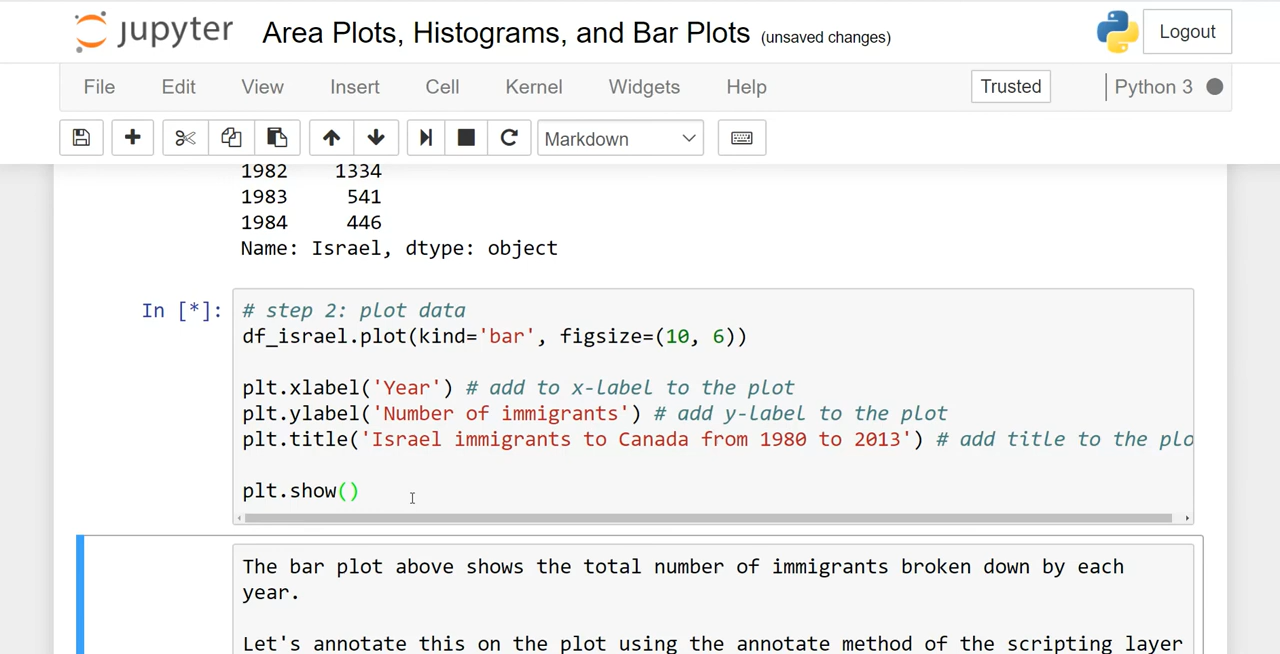 jupyter Area Plots, Histograms, and Bar Plots (unsaved changes) Logout
File Edit View Insert Cell Kernel Widgets Help Trusted Python 3
Markdown
1982 1334
1983 541
1984 446
Name: Israel, dtype: object
In [*]: # step 2: plot data
df_israel.plot(kind='bar', figsize=(10, 6))
plt.xlabel('Year') # add to x-label to the plot
plt.ylabel('Number of immigrants') # add y-label to the plot
plt.title('Israel immigrants to Canada from 1980 to 2013') # add title to the plo
plt.show()
The bar plot above shows the total number of immigrants broken down by each
year.
Let's annotate this on the plot using the annotate method of the scripting layer